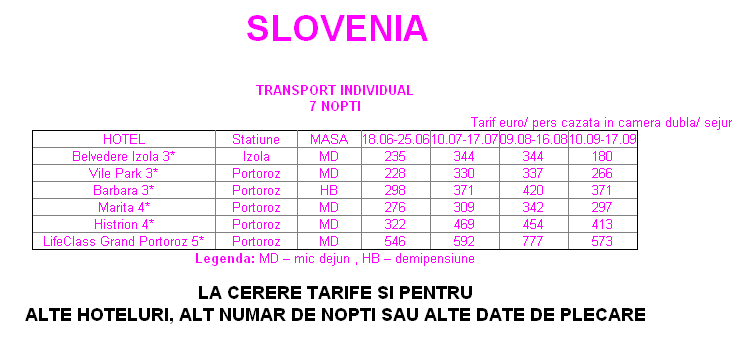 SLOVENIA
TRANSPORT INDIVIDUAL
7 NOPTI
Tarif euro/ pers cazata in camera dubla/ sejur
HOTEL Statiune MASA 18.06-25.06 10.07-17.07 09.08-16.08 10.09-17.09
Belvedere Izola 3* Izola MD 235 344 344 180
Vile Park 3* Portoroz MD 228 330 337 266
Barbara 3* Portoroz HB 298 371 420 371
Marita 4* Portoroz MD 276 309 342 297
Histrion 4* Portoroz MD 322 469 454 413
LifeClass Grand Portoroz 5* Portoroz MD 546 592 777 573
Legenda: MD – mic dejun , HB – demipensiune
LA CERERE TARIFE SI PENTRU
ALTE HOTELURI, ALT NUMAR DE NOPTI SAU ALTE DATE DE PLECARE